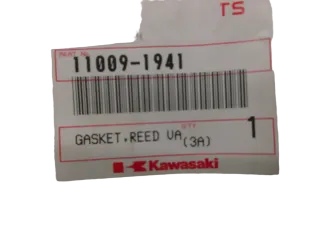 TS
PART NO.
11009-1941
QTY
GASKET,REED VA(3A) 1
Kawasaki